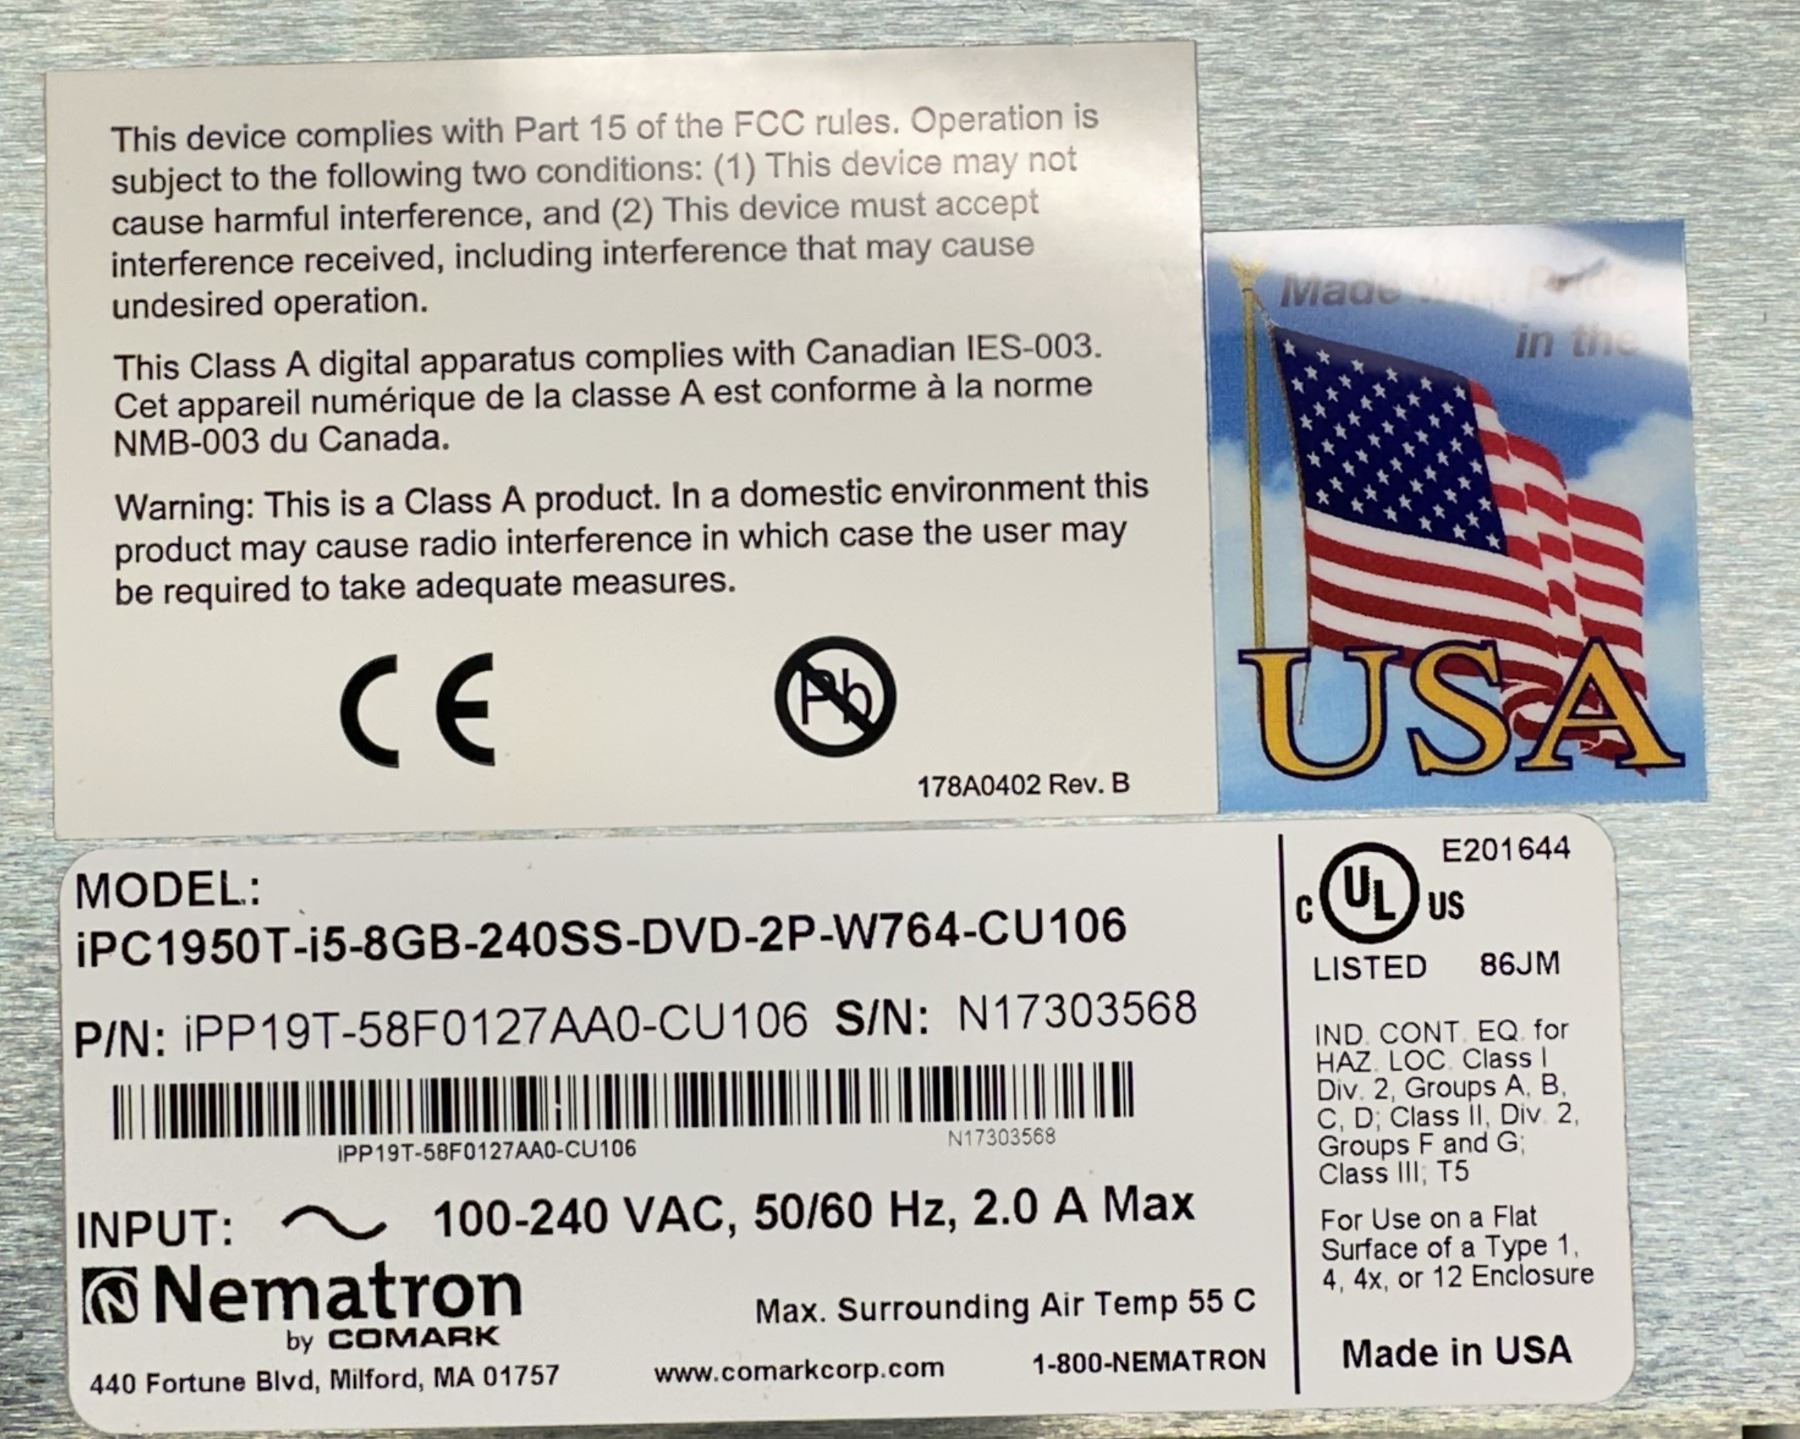 This device complies with Part 15 of the FCC rules. Operation is
subject to the following two conditions: (1) This device may not
cause harmful interference, and (2) This device must accept
interference received, including interference that may cause
undesired operation.
This Class A digital apparatus complies with Canadian IES-003.
Cet appareil numérique de la classe A est conforme à la norme
NMB-003 du Canada.
Warning: This is a Class A product. In a domestic environment this
product may cause radio interference in which case the user may
be required to take adequate measures.
CE
Pb
178A0402 Rev. B
Made with Pride
in the
USA
MODEL:
iPC1950T-i5-8GB-240SS-DVD-2P-W764-CU106
P/N: iPP19T-58F0127AA0-CU106 S/N: N17303568
iPP19T-58F0127AA0-CU106 N17303568
INPUT: 100-240 VAC, 50/60 Hz, 2.0 A Max
Nematron
by COMARK
Max. Surrounding Air Temp 55 C
440 Fortune Blvd, Milford, MA 01757 www.comarkcorp.com 1-800-NEMATRON
E201644
C UL US
LISTED 86JM
IND. CONT. EQ. for
HAZ. LOC. Class I
Div. 2, Groups A, B,
C, D; Class II, Div. 2,
Groups F and G;
Class III; T5
For Use on a Flat
Surface of a Type 1,
4, 4x, or 12 Enclosure
Made in USA